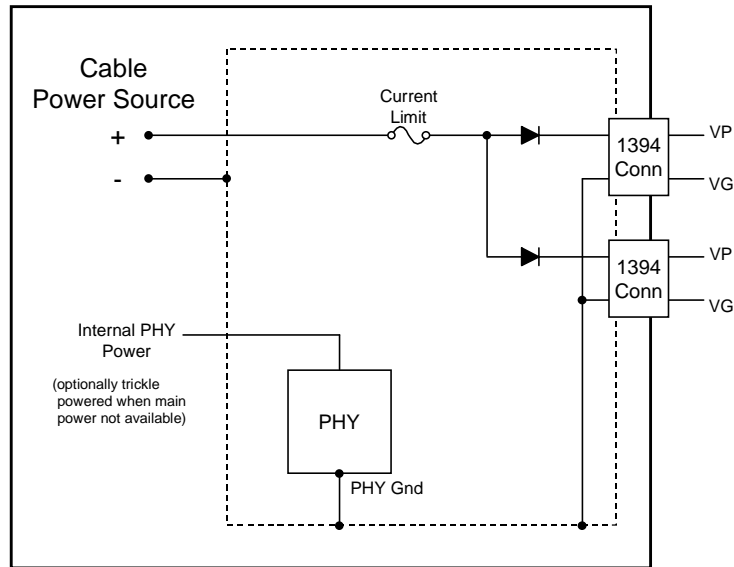 Cable
Power Source
+
-
Current
Limit
1394
Conn
VP
VG
1394
Conn
VP
VG
Internal PHY
Power
(optionally trickle
powered when main
power not available)
PHY
PHY Gnd